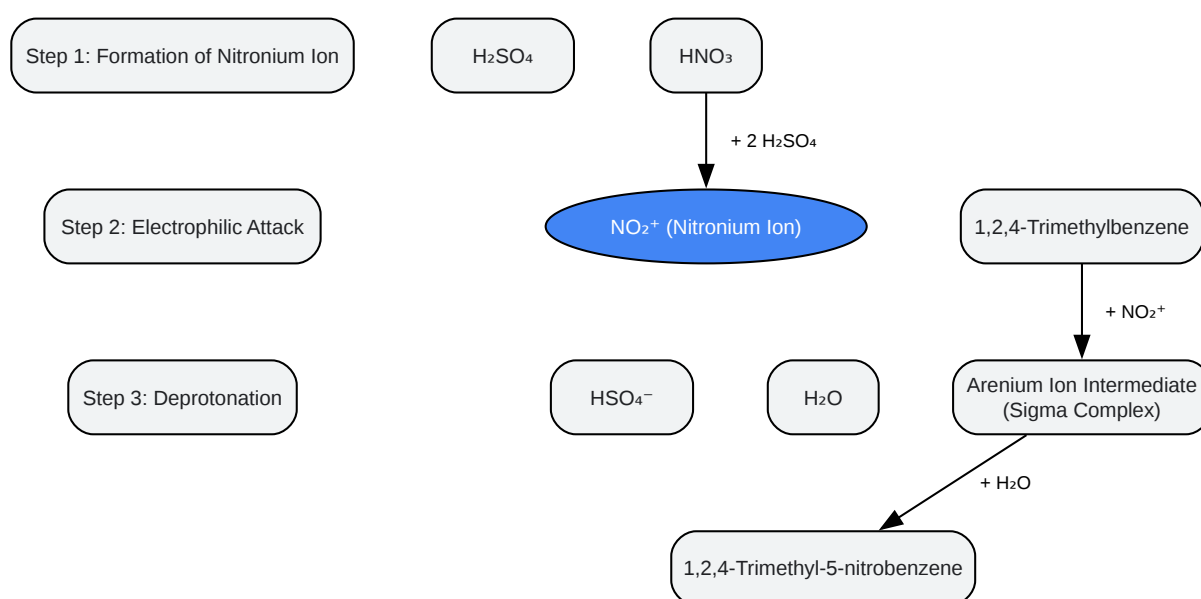 Step 1: Formation of Nitronium Ion
H₂SO₄
HNO₃
+ 2 H₂SO₄
Step 2: Electrophilic Attack
NO₂⁺ (Nitronium Ion)
1,2,4-Trimethylbenzene
+ NO₂⁺
Step 3: Deprotonation
HSO₄⁻
H₂O
Arenium Ion Intermediate
(Sigma Complex)
+ H₂O
1,2,4-Trimethyl-5-nitrobenzene